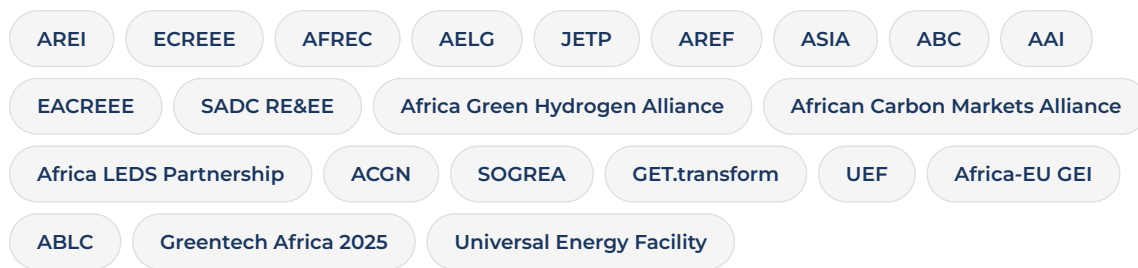 AREI ECREEE AFREC AELG JETP AREF ASIA ABC AAI
EACREEE SADC RE&EE Africa Green Hydrogen Alliance African Carbon Markets Alliance
Africa LEDS Partnership ACGN SOGREA GET.transform UEF Africa-EU GEI
ABLC Greentech Africa 2025 Universal Energy Facility